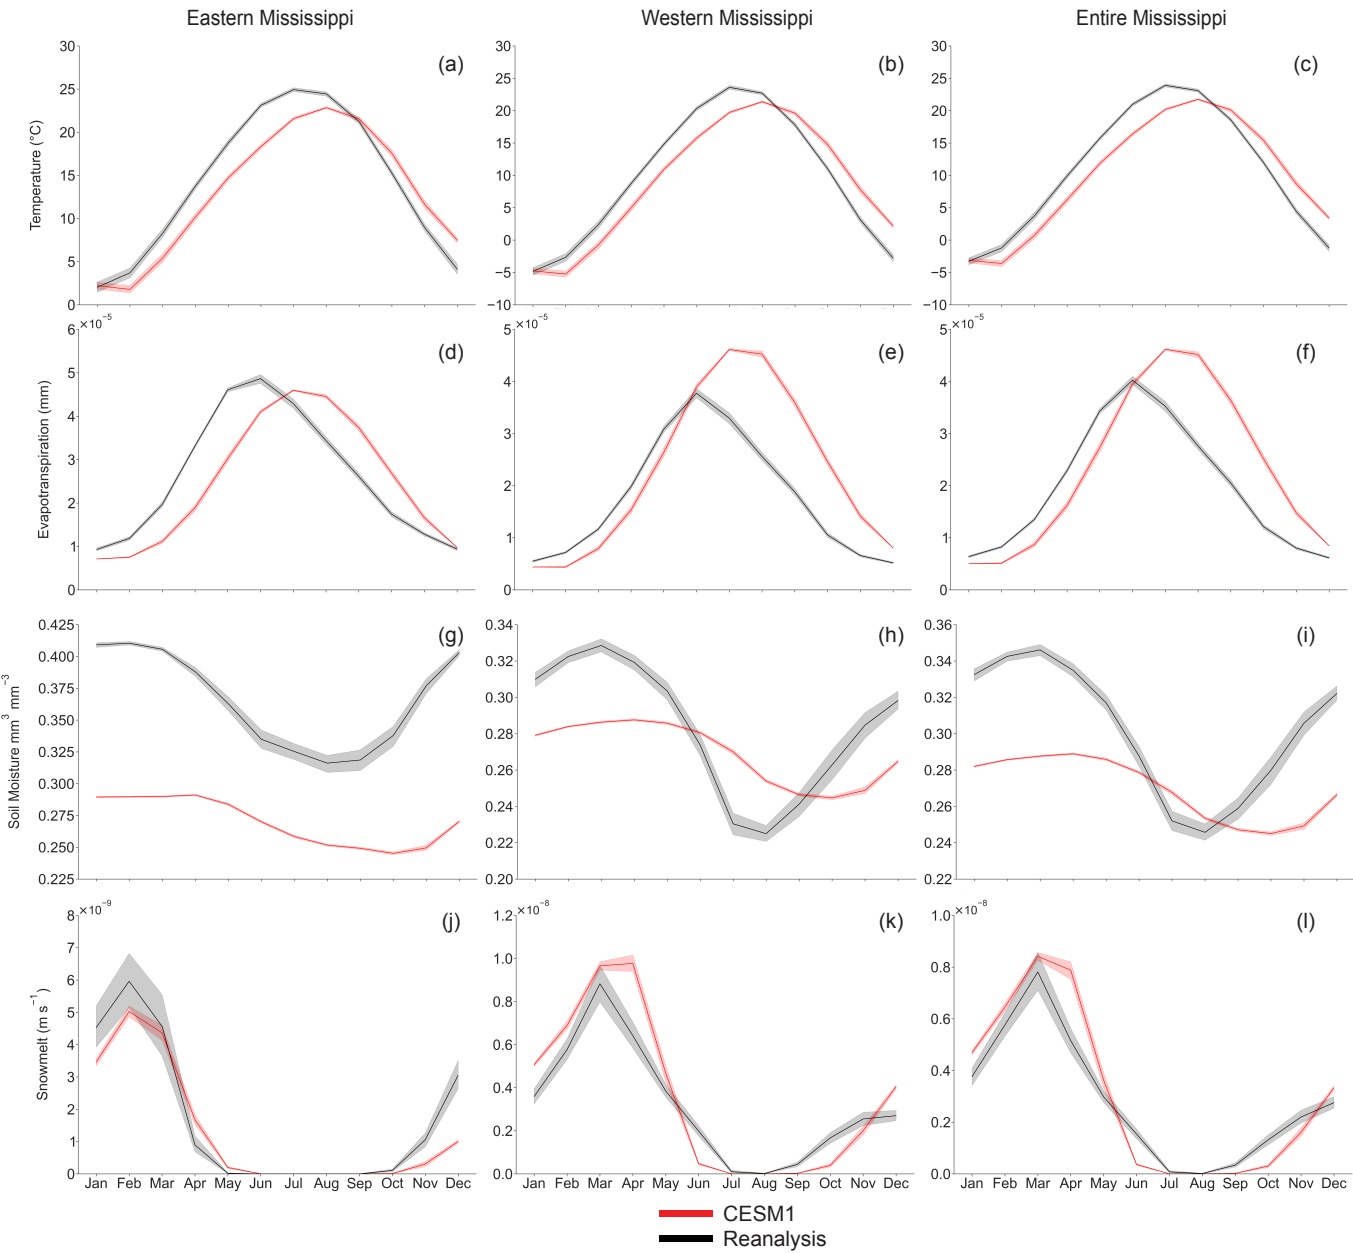 Eastern Mississippi Western Mississippi Entire Mississippi
(a) (b) (c)
Temperature (°C)
30 25 20 15 10 5 0
30 25 20 15 10 5 0 −5 −10
30 25 20 15 10 5 0 −5 −10
(d) (e) (f)
Evapotranspiration (mm)
×10⁻⁵ 6 5 4 3 2 1 0
×10⁻⁵ 5 4 3 2 1 0
×10⁻⁵ 5 4 3 2 1 0
(g) (h) (i)
Soil Moisture mm³ mm⁻³
0.425 0.400 0.375 0.350 0.325 0.300 0.275 0.250 0.225
0.34 0.32 0.30 0.28 0.26 0.24 0.22 0.20
0.36 0.34 0.32 0.30 0.28 0.26 0.24 0.22
(j) (k) (l)
Snowmelt (m s⁻¹)
×10⁻⁹ 8 7 6 5 4 3 2 1 0
×10⁻⁸ 1.2 1.0 0.8 0.6 0.4 0.2 0.0
×10⁻⁸ 1.0 0.8 0.6 0.4 0.2 0.0
Jan Feb Mar Apr May Jun Jul Aug Sep Oct Nov Dec
Jan Feb Mar Apr May Jun Jul Aug Sep Oct Nov Dec
Jan Feb Mar Apr May Jun Jul Aug Sep Oct Nov Dec
CESM1
Reanalysis